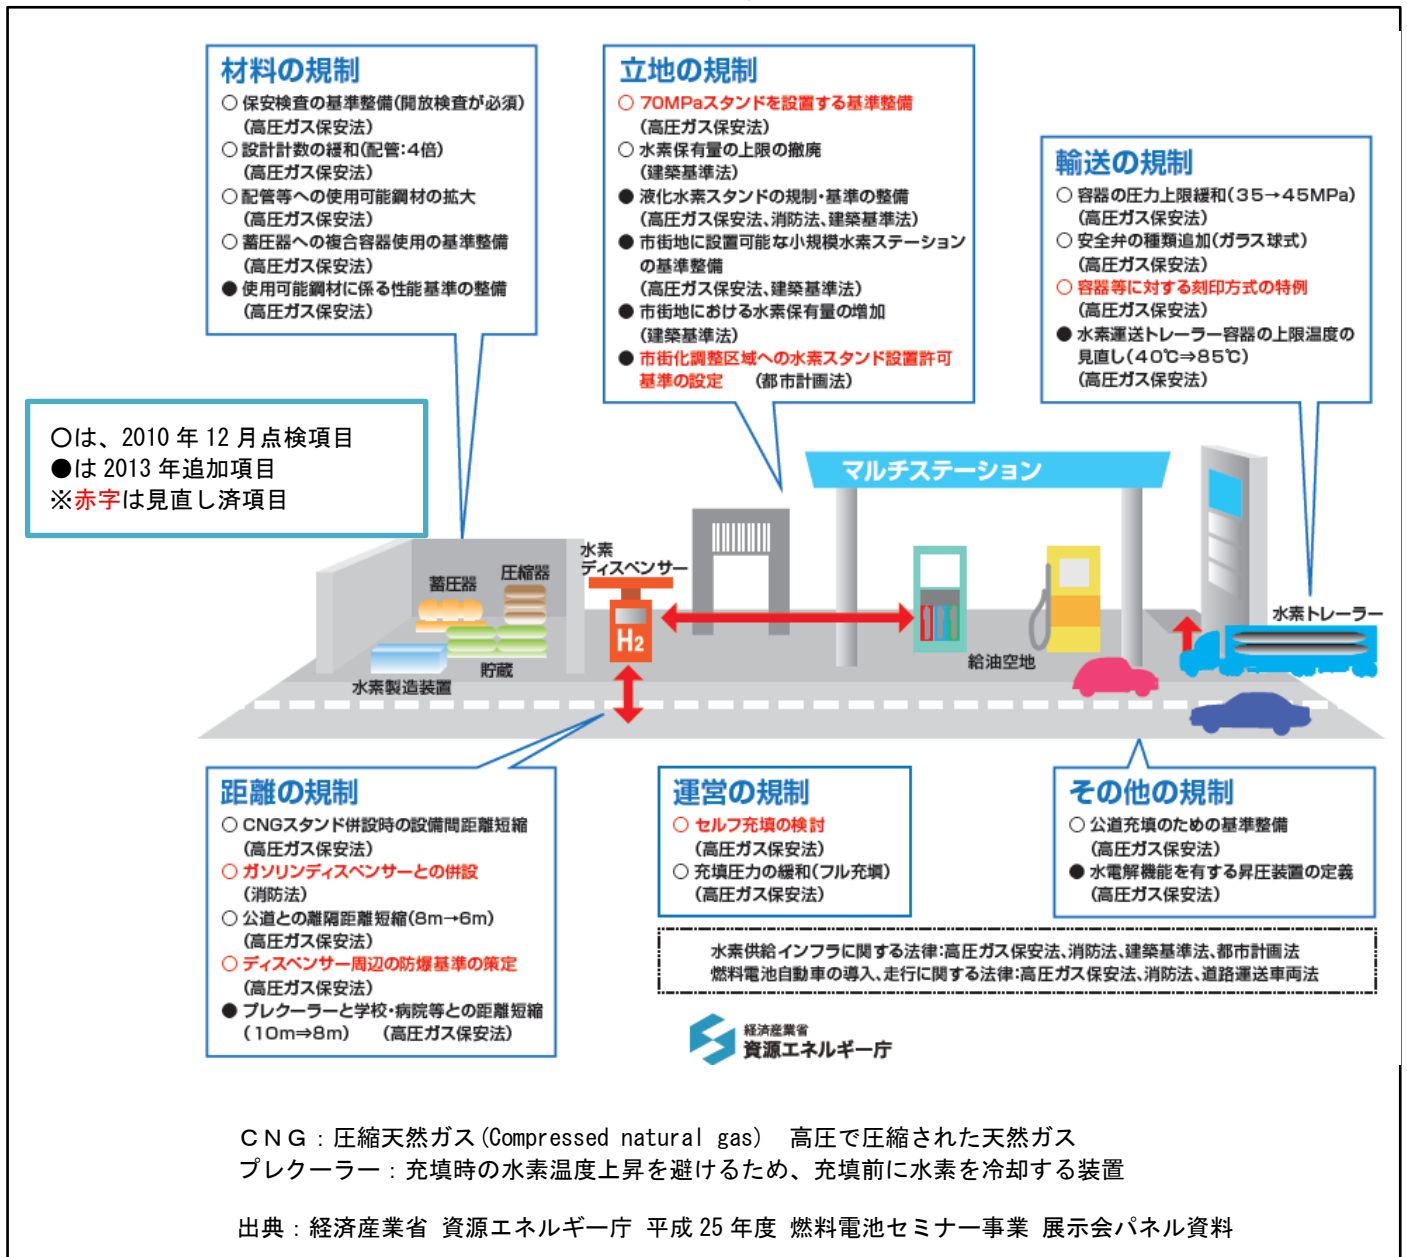 材料の規制
○ 保安検査の基準整備(開放検査が必須)
(高圧ガス保安法)
○ 設計計数の緩和(配管:4倍)
(高圧ガス保安法)
○ 配管等への使用可能鋼材の拡大
(高圧ガス保安法)
○ 蓄圧器への複合容器使用の基準整備
(高圧ガス保安法)
● 使用可能鋼材に係る性能基準の整備
(高圧ガス保安法)
立地の規制
○ 70MPaスタンドを設置する基準整備
(高圧ガス保安法)
○ 水素保有量の上限の撤廃
(建築基準法)
● 液化水素スタンドの規制・基準の整備
(高圧ガス保安法、消防法、建築基準法)
● 市街地に設置可能な小規模水素ステーション
の基準整備
(高圧ガス保安法、建築基準法)
● 市街地における水素保有量の増加
(建築基準法)
● 市街化調整区域への水素スタンド設置許可
基準の設定 (都市計画法)
輸送の規制
○ 容器の圧力上限緩和(35→45MPa)
(高圧ガス保安法)
○ 安全弁の種類追加(ガラス球式)
(高圧ガス保安法)
○ 容器等に対する刻印方式の特例
(高圧ガス保安法)
● 水素運送トレーラー容器の上限温度の
見直し(40℃⇒85℃)
(高圧ガス保安法)
○は、2010年12月点検項目
●は2013年追加項目
※赤字は見直し済項目
マルチステーション
水素
ディスペンサー
蓄圧器
圧縮器
H2
水素トレーラー
給油空地
貯蔵
水素製造装置
距離の規制
○ CNGスタンド併設時の設備間距離短縮
(高圧ガス保安法)
○ ガソリンディスペンサーとの併設
(消防法)
○ 公道との離隔距離短縮(8m→6m)
(高圧ガス保安法)
○ ディスペンサー周辺の防爆基準の策定
(高圧ガス保安法)
● プレクーラーと学校・病院等との距離短縮
(10m⇒8m) (高圧ガス保安法)
運営の規制
○ セルフ充填の検討
(高圧ガス保安法)
○ 充填圧力の緩和(フル充填)
(高圧ガス保安法)
その他の規制
○ 公道充填のための基準整備
(高圧ガス保安法)
● 水電解機能を有する昇圧装置の定義
(高圧ガス保安法)
水素供給インフラに関する法律:高圧ガス保安法、消防法、建築基準法、都市計画法
燃料電池自動車の導入、走行に関する法律:高圧ガス保安法、消防法、道路運送車両法
経済産業省
資源エネルギー庁
ＣＮＧ：圧縮天然ガス(Compressed natural gas) 高圧で圧縮された天然ガス
プレクーラー：充填時の水素温度上昇を避けるため、充填前に水素を冷却する装置
出典：経済産業省 資源エネルギー庁 平成25年度 燃料電池セミナー事業 展示会パネル資料